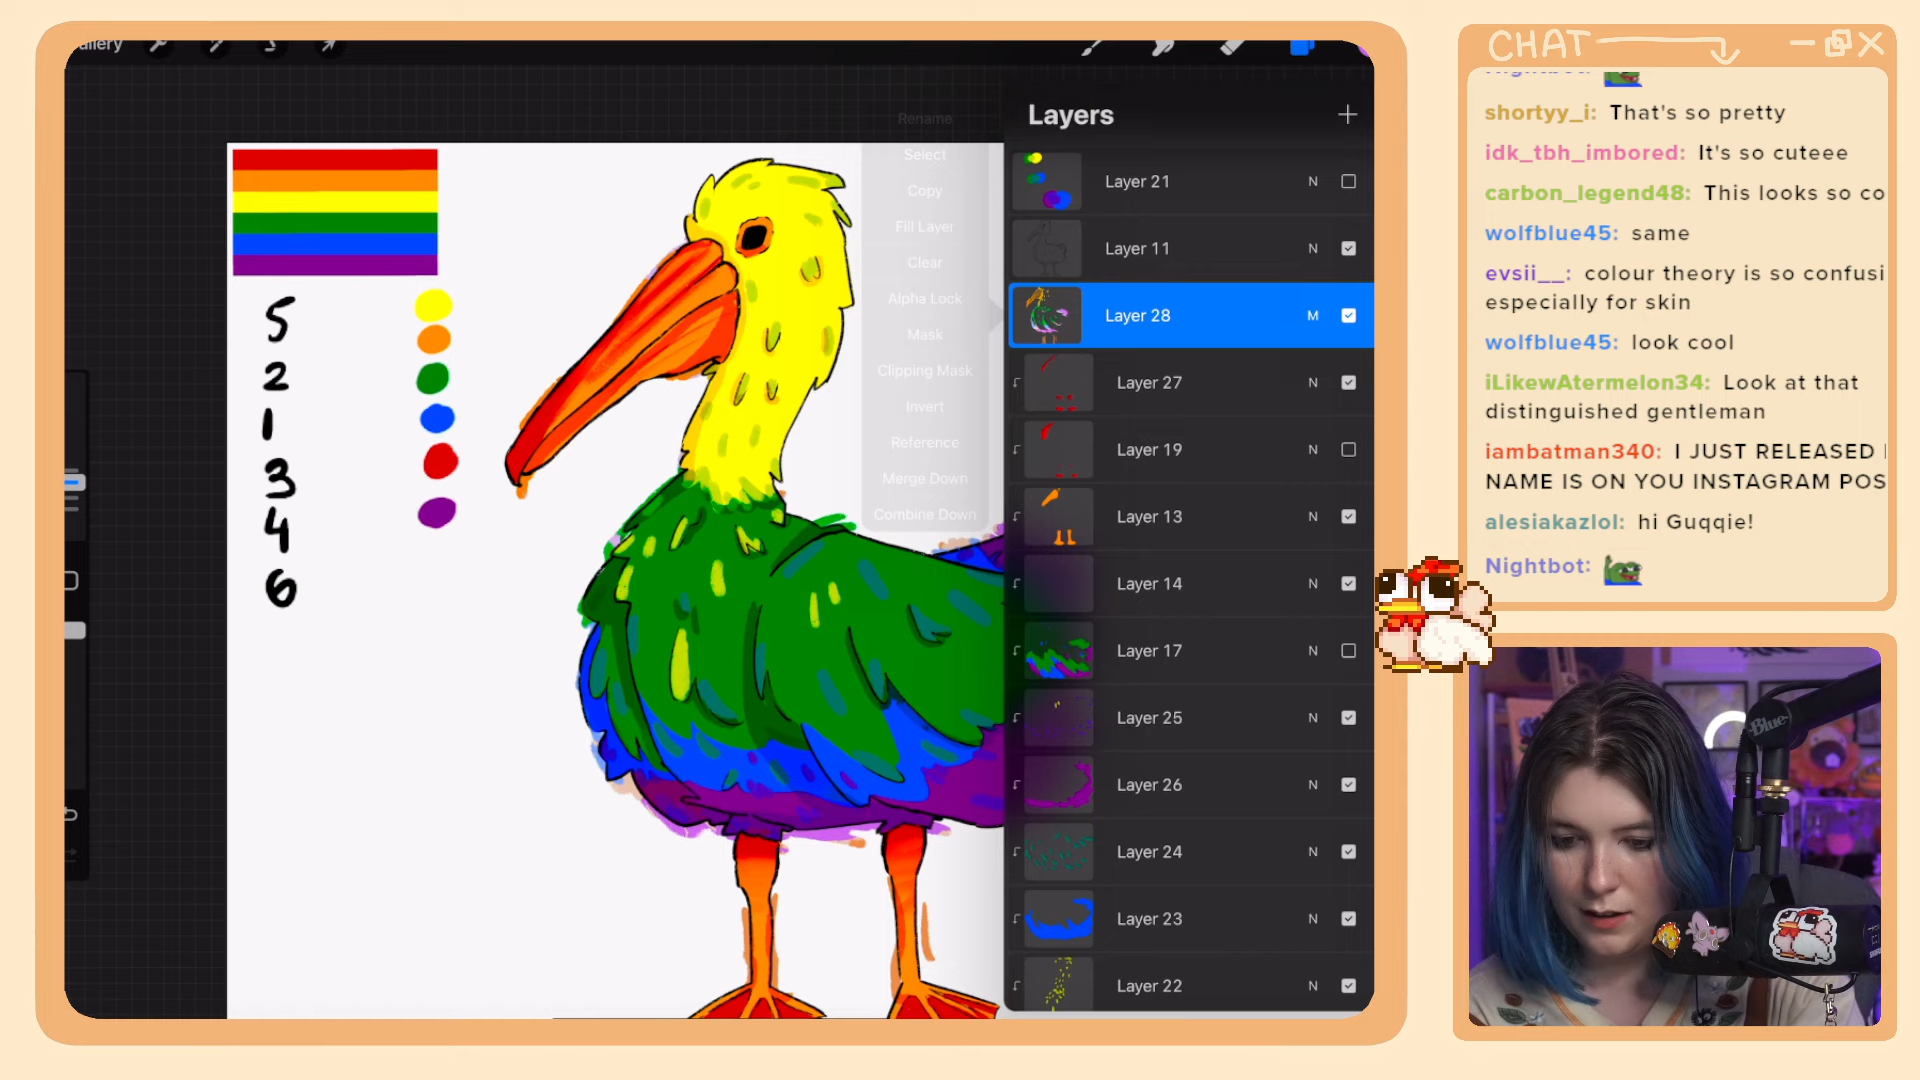 allery
Rename
Select
Copy
Fill Layer
Clear
Alpha Lock
Mask
Clipping Mask
Invert
Reference
Merge Down
Combine Down
5
2
1
3
4
6
Layers
Layer 21 N
Layer 11 N
Layer 28 M
Layer 27 N
Layer 19 N
Layer 13 N
Layer 14 N
Layer 17 N
Layer 25 N
Layer 26 N
Layer 24 N
Layer 23 N
Layer 22 N
CHAT
shortyy_i: That's so pretty
idk_tbh_imbored: It's so cuteee
carbon_legend48: This looks so co
wolfblue45: same
evsii__: colour theory is so confusi
especially for skin
wolfblue45: look cool
iLikewAtermelon34: Look at that
distinguished gentleman
iambatman340: I JUST RELEASED
NAME IS ON YOU INSTAGRAM POS
alesiakazlol: hi Guqqie!
Nightbot:
Blue